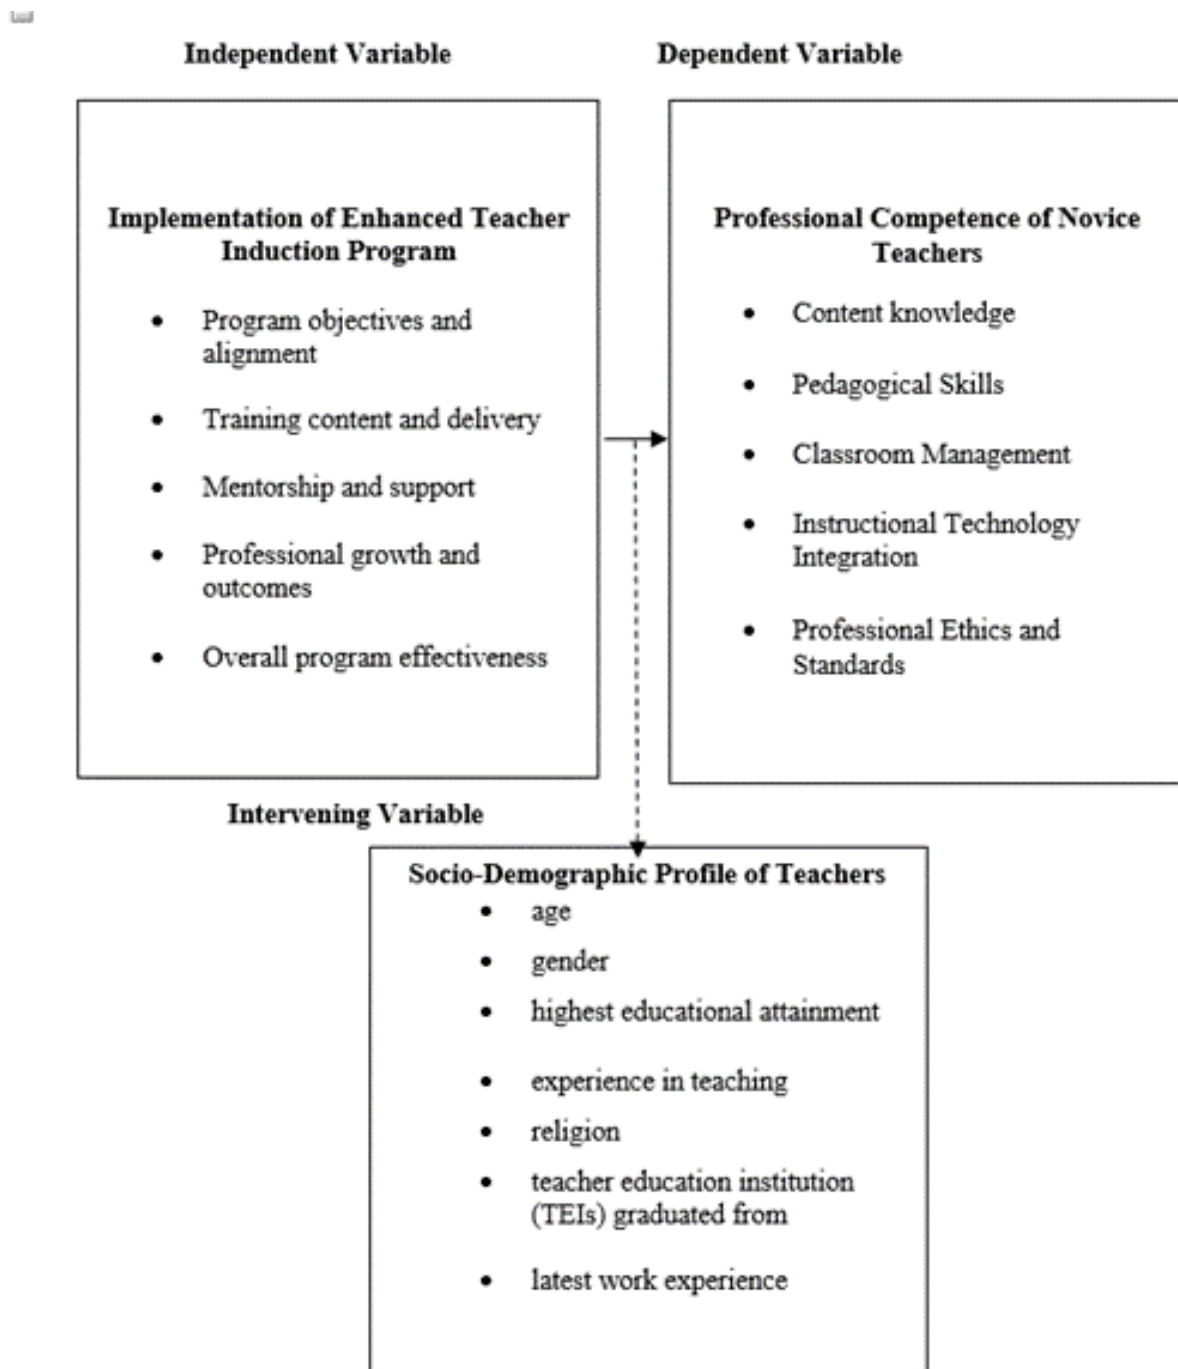 Independent Variable
Dependent Variable
Implementation of Enhanced Teacher
Induction Program
• Program objectives and
alignment
• Training content and delivery
• Mentorship and support
• Professional growth and
outcomes
• Overall program effectiveness
Professional Competence of Novice
Teachers
• Content knowledge
• Pedagogical Skills
• Classroom Management
• Instructional Technology
Integration
• Professional Ethics and
Standards
Intervening Variable
Socio-Demographic Profile of Teachers
• age
• gender
• highest educational attainment
• experience in teaching
• religion
• teacher education institution
(TEIs) graduated from
• latest work experience